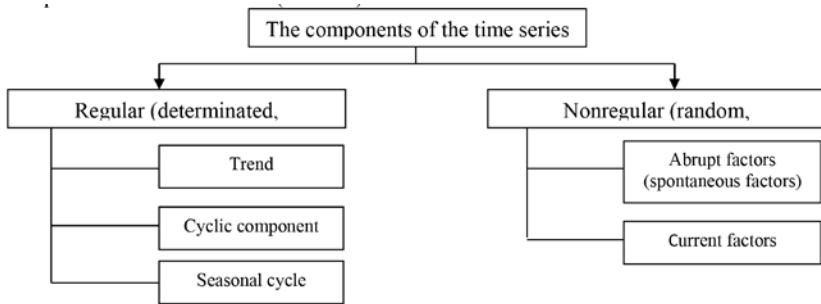 The components of the time series
Regular (determinated,
Nonregular (random,
Trend
Cyclic component
Seasonal cycle
Abrupt factors
(spontaneous factors)
Current factors